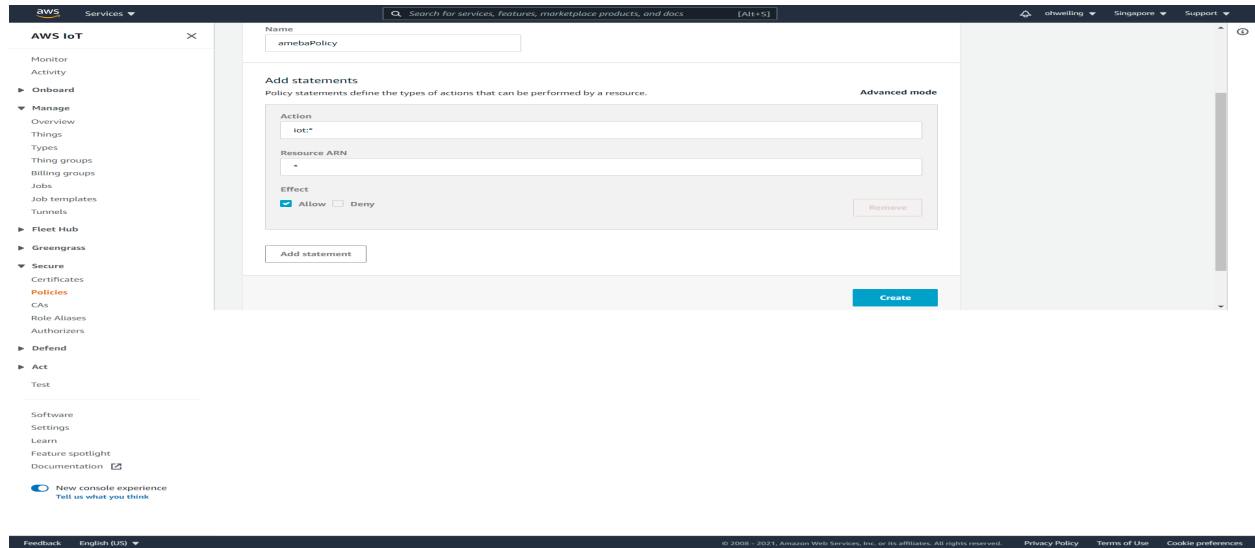 aws Services Search for services, features, marketplace products, and docs [Alt+S] ohweiling Singapore Support
AWS IoT
Monitor
Activity
Onboard
Manage
Overview
Things
Types
Thing groups
Billing groups
Jobs
Job templates
Tunnels
Fleet Hub
Greengrass
Secure
Certificates
Policies
CAs
Role Aliases
Authorizers
Defend
Act
Test
Software
Settings
Learn
Feature spotlight
Documentation
New console experience
Tell us what you think
Name
amebaPolicy
Add statements
Policy statements define the types of actions that can be performed by a resource. Advanced mode
Action
iot:*
Resource ARN
*
Effect
Allow Deny
Remove
Add statement
Create
Feedback English (US) © 2008 - 2021, Amazon Web Services, Inc. or its affiliates. All rights reserved. Privacy Policy Terms of Use Cookie preferences